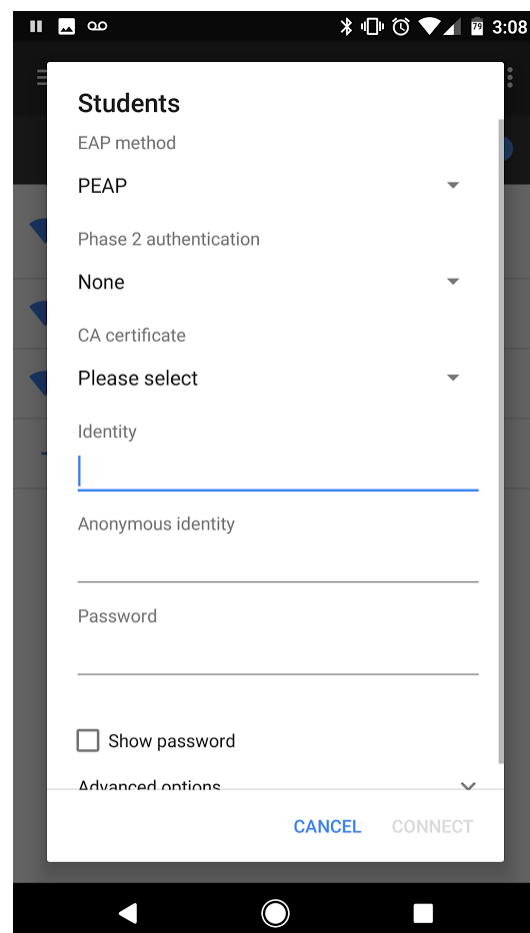 79 3:08
Students
EAP method
PEAP
Phase 2 authentication
None
CA certificate
Please select
Identity
Anonymous identity
Password
Show password
Advanced options
CANCEL CONNECT